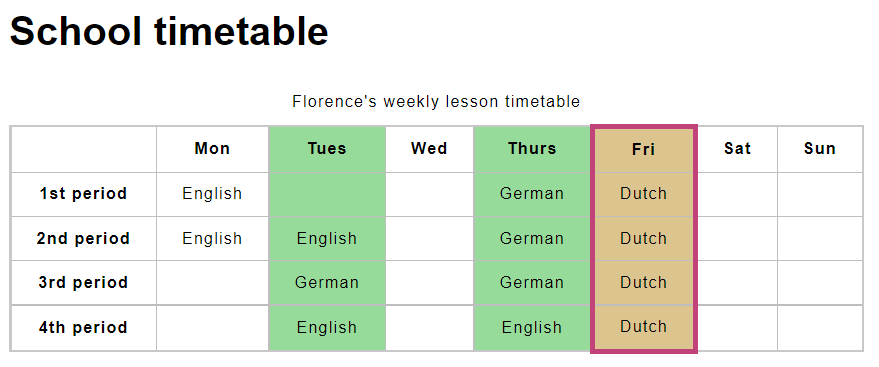 School timetable
Florence's weekly lesson timetable
Mon Tues Wed Thurs Fri Sat Sun
1st period English German Dutch
2nd period English English German Dutch
3rd period German German Dutch
4th period English English Dutch